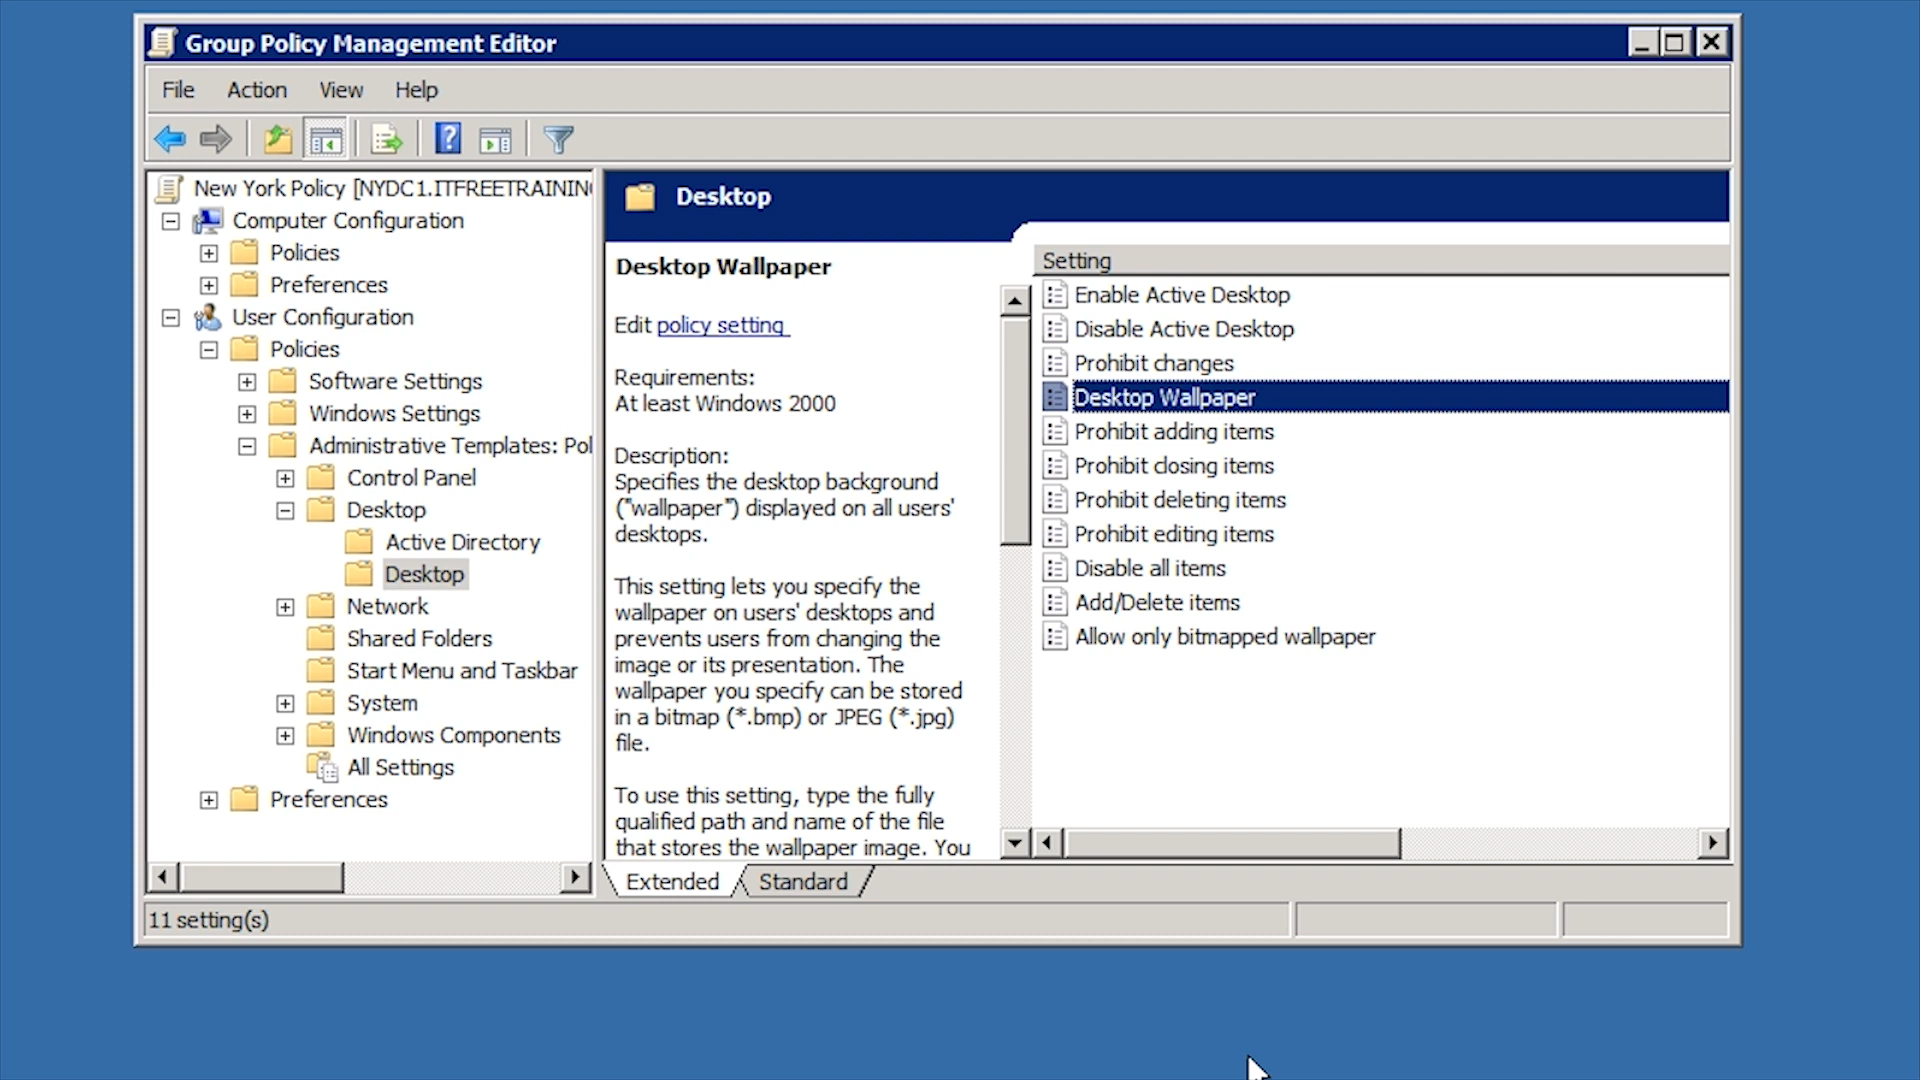 Group Policy Management Editor
File Action View Help
New York Policy [NYDC1.ITFREETRAINING
Computer Configuration
Policies
Preferences
User Configuration
Policies
Software Settings
Windows Settings
Administrative Templates: Pol
Control Panel
Desktop
Active Directory
Desktop
Network
Shared Folders
Start Menu and Taskbar
System
Windows Components
All Settings
Preferences
Desktop
Desktop Wallpaper
Edit policy setting
Requirements:
At least Windows 2000
Description:
Specifies the desktop background
("wallpaper") displayed on all users'
desktops.
This setting lets you specify the
wallpaper on users' desktops and
prevents users from changing the
image or its presentation. The
wallpaper you specify can be stored
in a bitmap (*.bmp) or JPEG (*.jpg)
file.
To use this setting, type the fully
qualified path and name of the file
that stores the wallpaper image. You
Setting
Enable Active Desktop
Disable Active Desktop
Prohibit changes
Desktop Wallpaper
Prohibit adding items
Prohibit closing items
Prohibit deleting items
Prohibit editing items
Disable all items
Add/Delete items
Allow only bitmapped wallpaper
Extended Standard
11 setting(s)